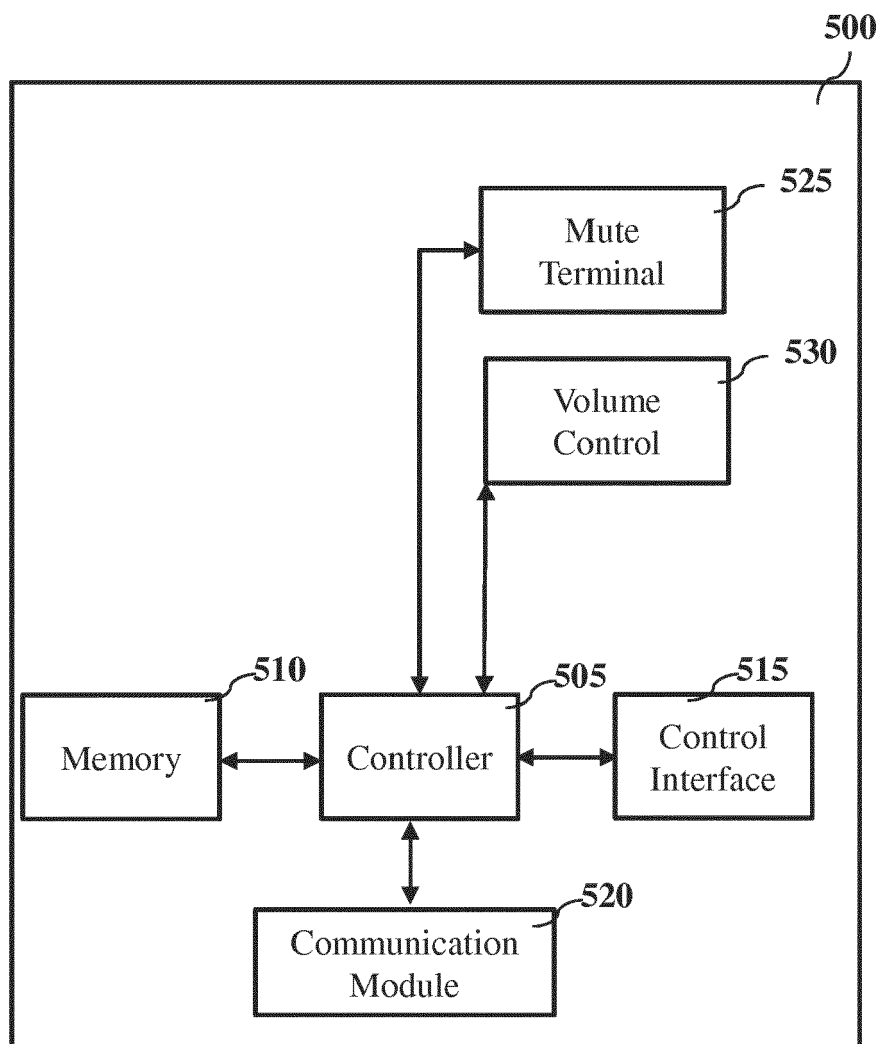 500
525
Mute
Terminal
530
Volume
Control
510
505
515
Memory
Controller
Control
Interface
520
Communication
Module